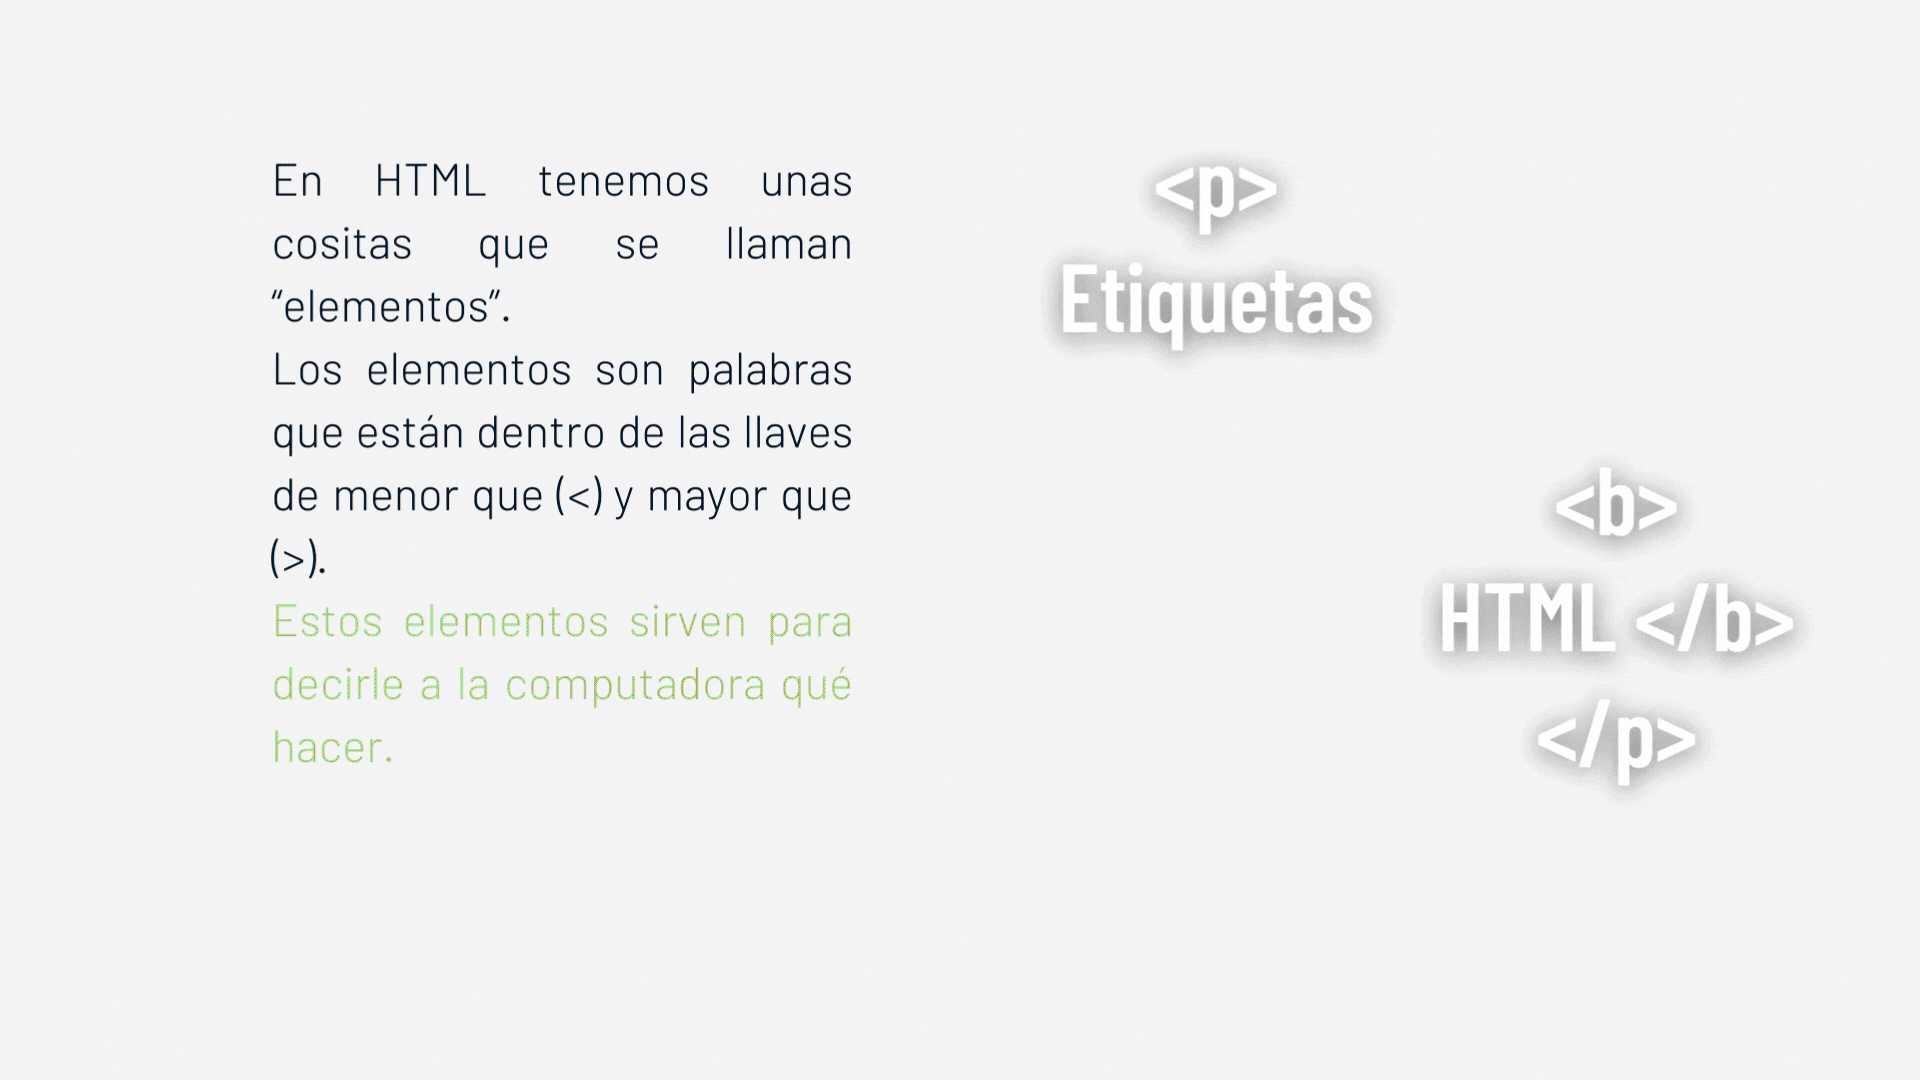 En HTML tenemos unas
cositas que se llaman
“elementos”.
Los elementos son palabras
que están dentro de las llaves
de menor que (<) y mayor que
(>).
Estos elementos sirven para
decirle a la computadora qué
hacer.
<p>
Etiquetas
<b>
HTML </b>
</p>